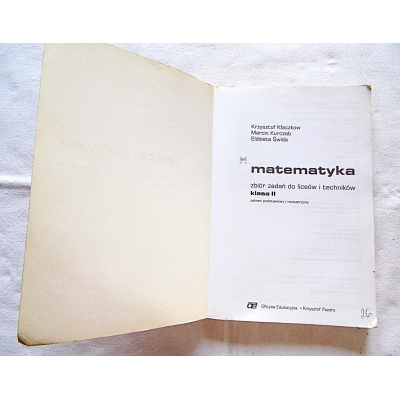 Krzysztof Kłaczkow
Marcin Kurczab
Elżbieta Świda
matematyka
zbiór zadań do liceów i techników
klasa II
zakres podstawowy i rozszerzony
Oficyna Edukacyjna • Krzysztof Pazdro
26